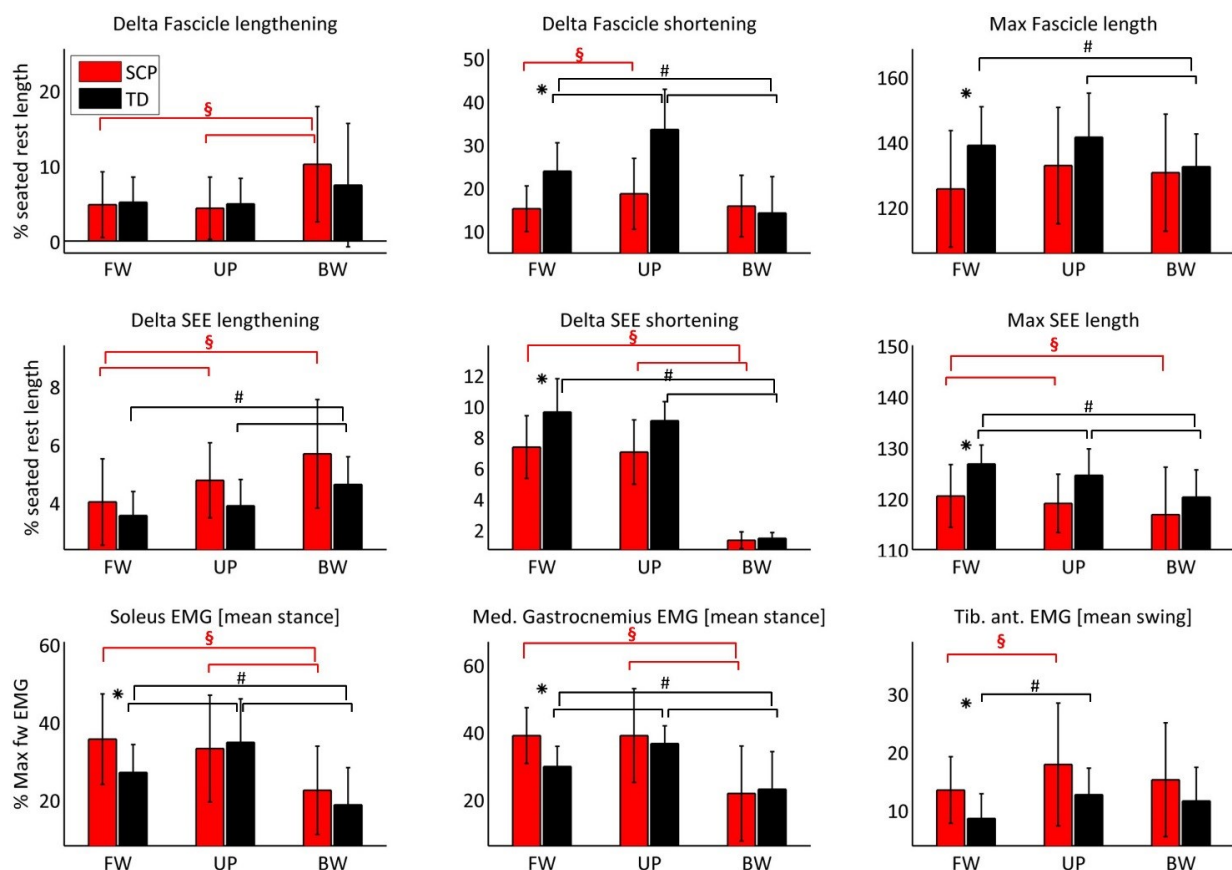 Delta Fascicle lengthening
% seated rest length
20
10
0
SCP
TD
§
FW UP BW
Delta Fascicle shortening
50
40
30
20
10
§
#
*
FW UP BW
Max Fascicle length
160
140
120
#
*
FW UP BW
Delta SEE lengthening
% seated rest length
8
6
4
§
#
FW UP BW
Delta SEE shortening
12
10
8
6
4
2
§
#
*
FW UP BW
Max SEE length
150
140
130
120
110
§
#
*
FW UP BW
Soleus EMG [mean stance]
% Max fw EMG
60
40
20
§
#
*
FW UP BW
Med. Gastrocnemius EMG [mean stance]
60
40
20
§
#
*
FW UP BW
Tib. ant. EMG [mean swing]
30
20
10
§
#
*
FW UP BW